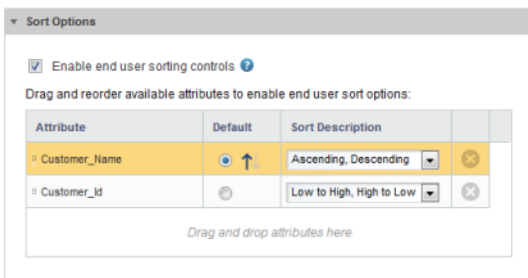 Sort Options
Enable end user sorting controls
Drag and reorder available attributes to enable end user sort options:
Attribute Default Sort Description
Customer_Name Ascending, Descending
Customer_Id Low to High, High to Low
Drag and drop attributes here